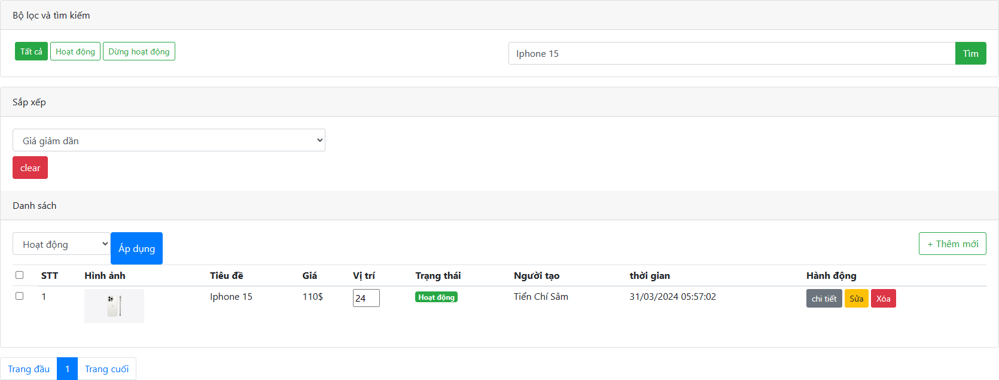 Bộ lọc và tìm kiếm
Tất cả Hoạt động Dừng hoạt động Iphone 15 Tìm
Sắp xếp
Giá giảm dần
clear
Danh sách
Hoạt động Áp dụng + Thêm mới
STT Hình ảnh Tiêu đề Giá Vị trí Trạng thái Người tạo thời gian Hành động
1 Iphone 15 110$ 24 Hoạt động Tiển Chí Sâm 31/03/2024 05:57:02 chi tiết Sửa Xóa
Trang đầu 1 Trang cuối